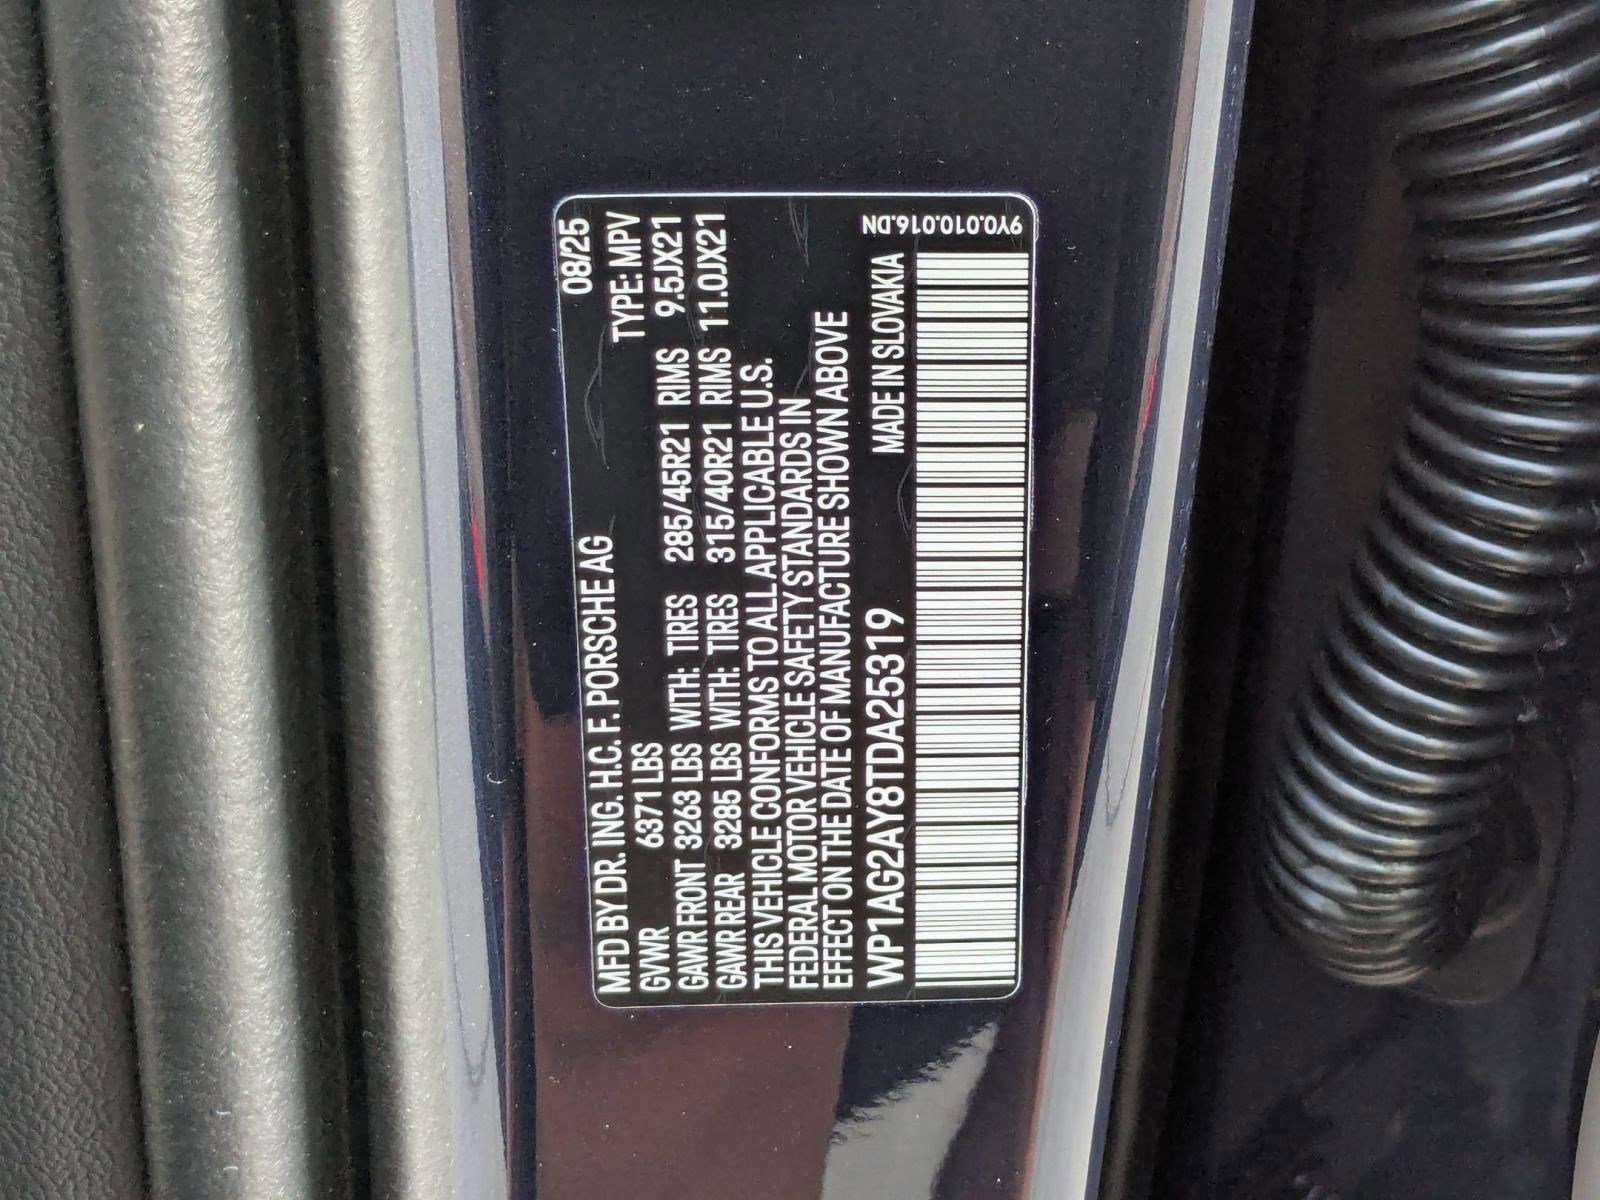 08/25
MFD BY DR. ING. H.C. F. PORSCHE AG
GVWR 6371 LBS TYPE: MPV
GAWR FRONT 3263 LBS WITH: TIRES 285/45R21 RIMS 9.5JX21
GAWR REAR 3285 LBS WITH: TIRES 315/40R21 RIMS 11.0JX21
THIS VEHICLE CONFORMS TO ALL APPLICABLE U.S.
FEDERAL MOTOR VEHICLE SAFETY STANDARDS IN
EFFECT ON THE DATE OF MANUFACTURE SHOWN ABOVE
WP1AG2AY8TDA25319 MADE IN SLOVAKIA
9Y0.010.016.DN